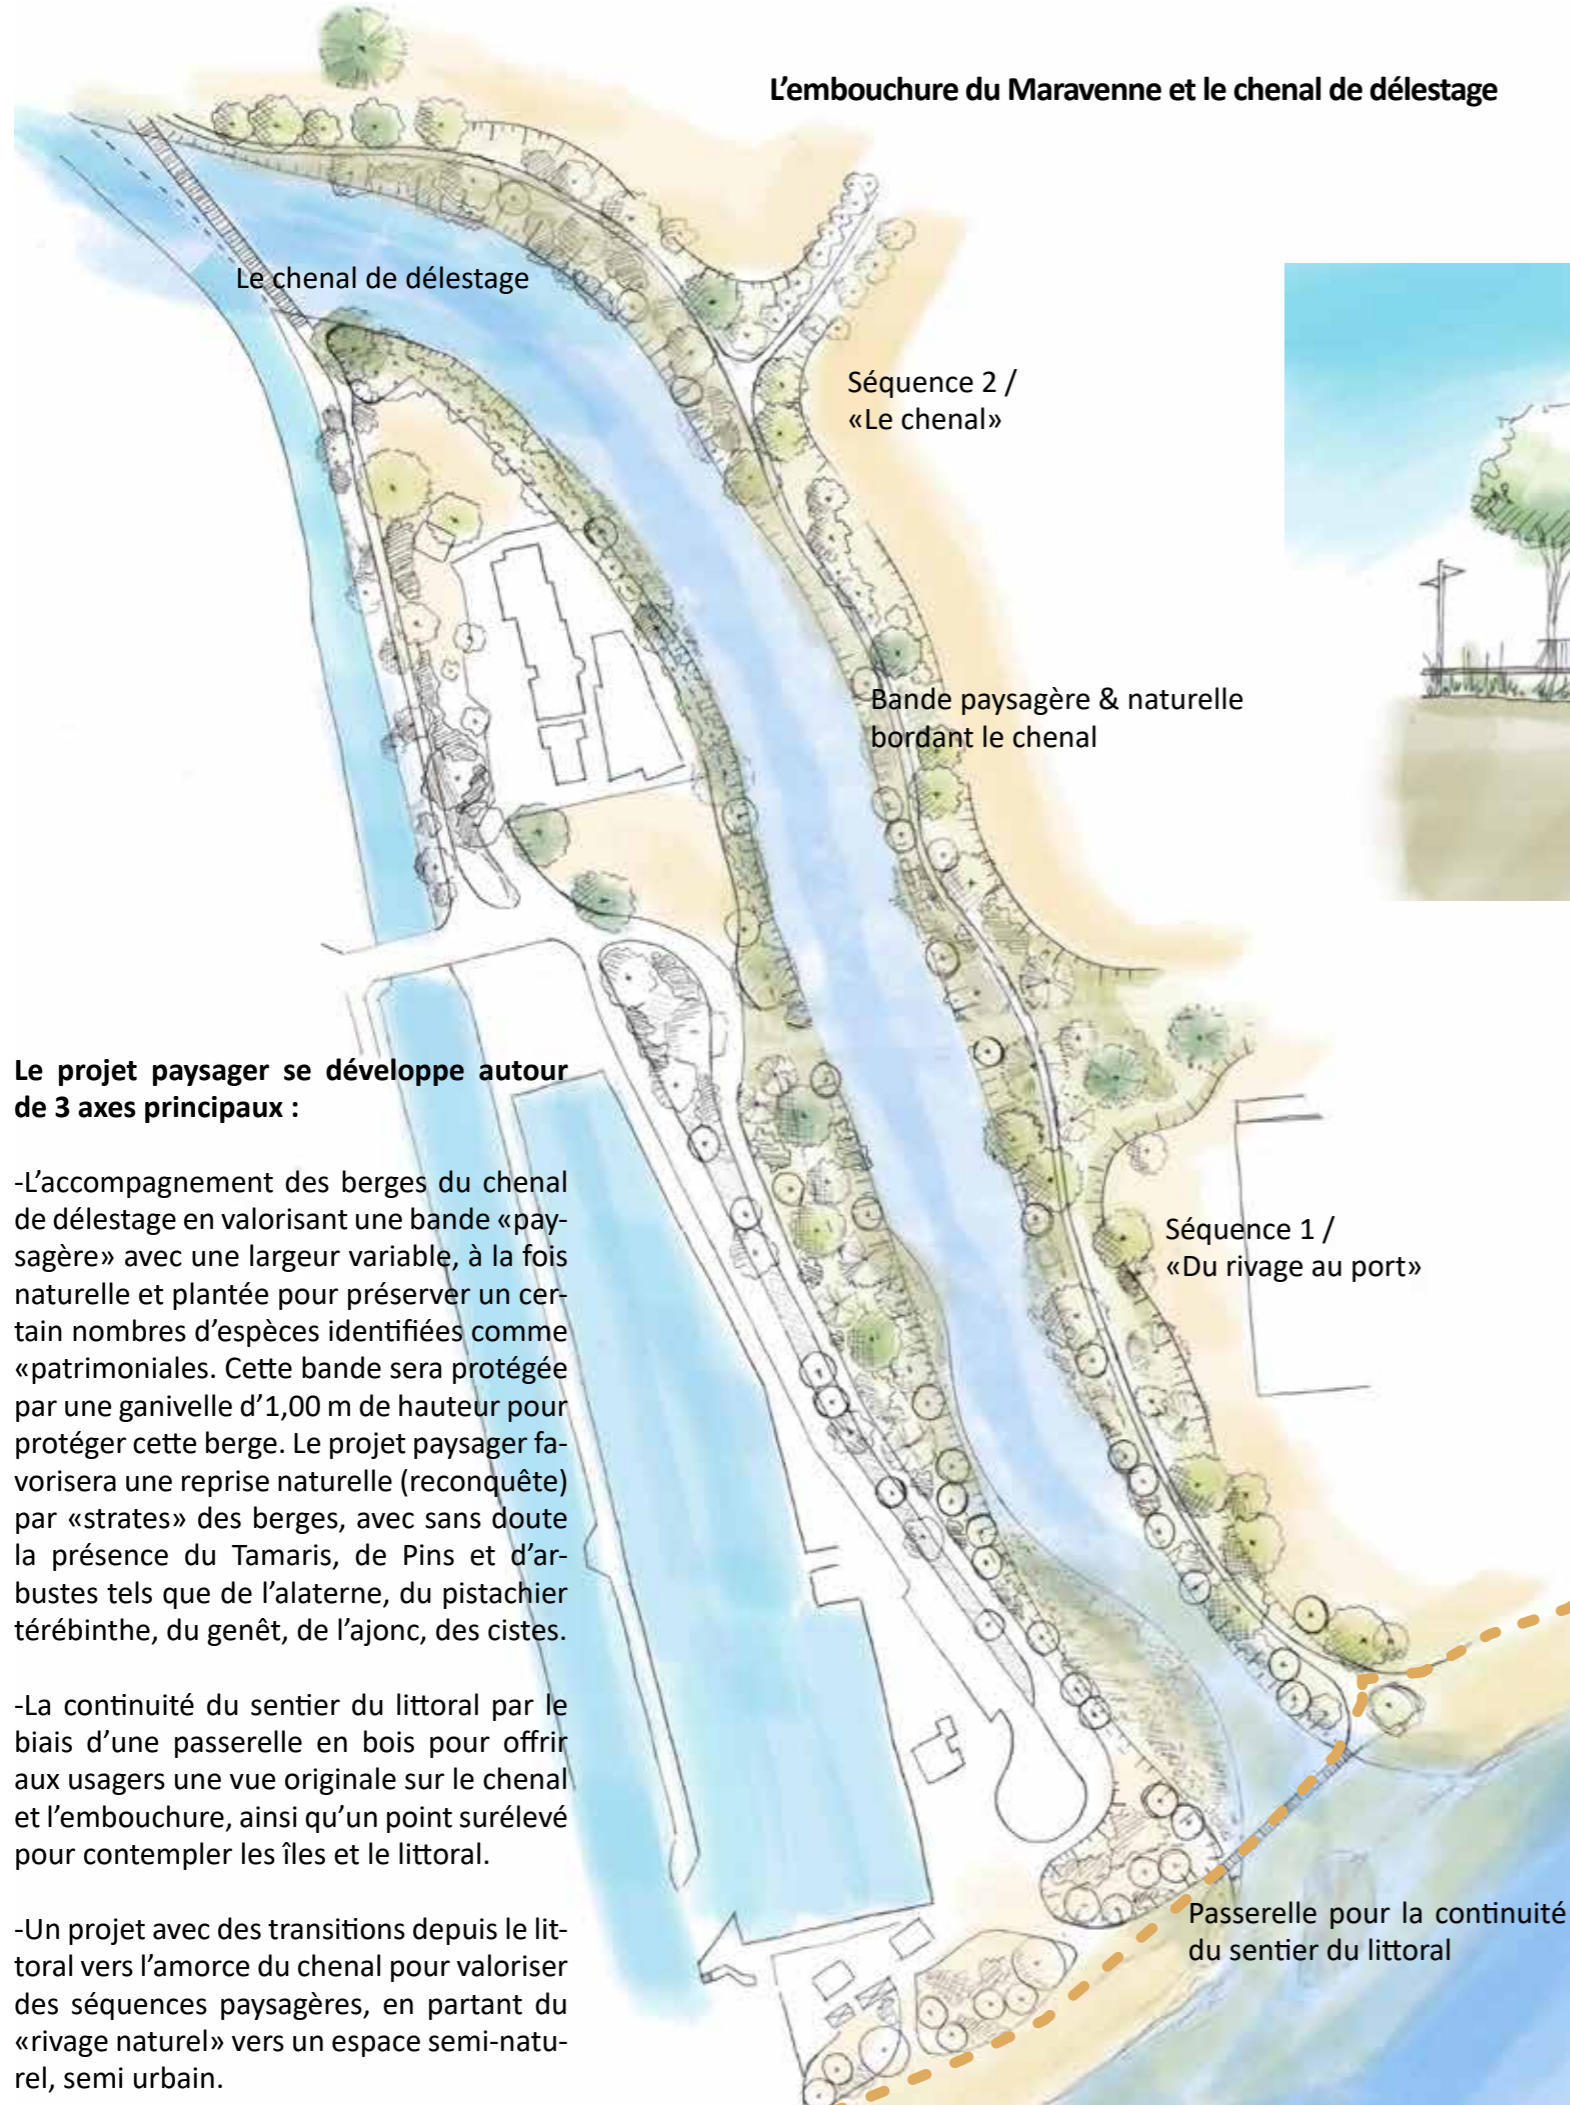 L'embouchure du Maravenne et le chenal de délestage
Le chenal de délestage
Séquence 2 /
«Le chenal»
Bande paysagère & naturelle
bordant le chenal
Le projet paysager se développe autour
de 3 axes principaux :
-L'accompagnement des berges du chenal
de délestage en valorisant une bande «pay-
sagère» avec une largeur variable, à la fois
naturelle et plantée pour préserver un cer-
tain nombres d'espèces identifiées comme
«patrimoniales. Cette bande sera protégée
par une ganivelle d'1,00 m de hauteur pour
protéger cette berge. Le projet paysager fa-
vorisera une reprise naturelle (reconquête)
par «strates» des berges, avec sans doute
la présence du Tamaris, de Pins et d'ar-
bustes tels que de l'alaterne, du pistachier
térébinthe, du genêt, de l'ajonc, des cistes.
-La continuité du sentier du littoral par le
biais d'une passerelle en bois pour offrir
aux usagers une vue originale sur le chenal
et l'embouchure, ainsi qu'un point surélevé
pour contempler les îles et le littoral.
-Un projet avec des transitions depuis le lit-
toral vers l'amorce du chenal pour valoriser
des séquences paysagères, en partant du
«rivage naturel» vers un espace semi-natu-
rel, semi urbain.
Séquence 1 /
«Du rivage au port»
Passerelle pour la continuité
du sentier du littoral